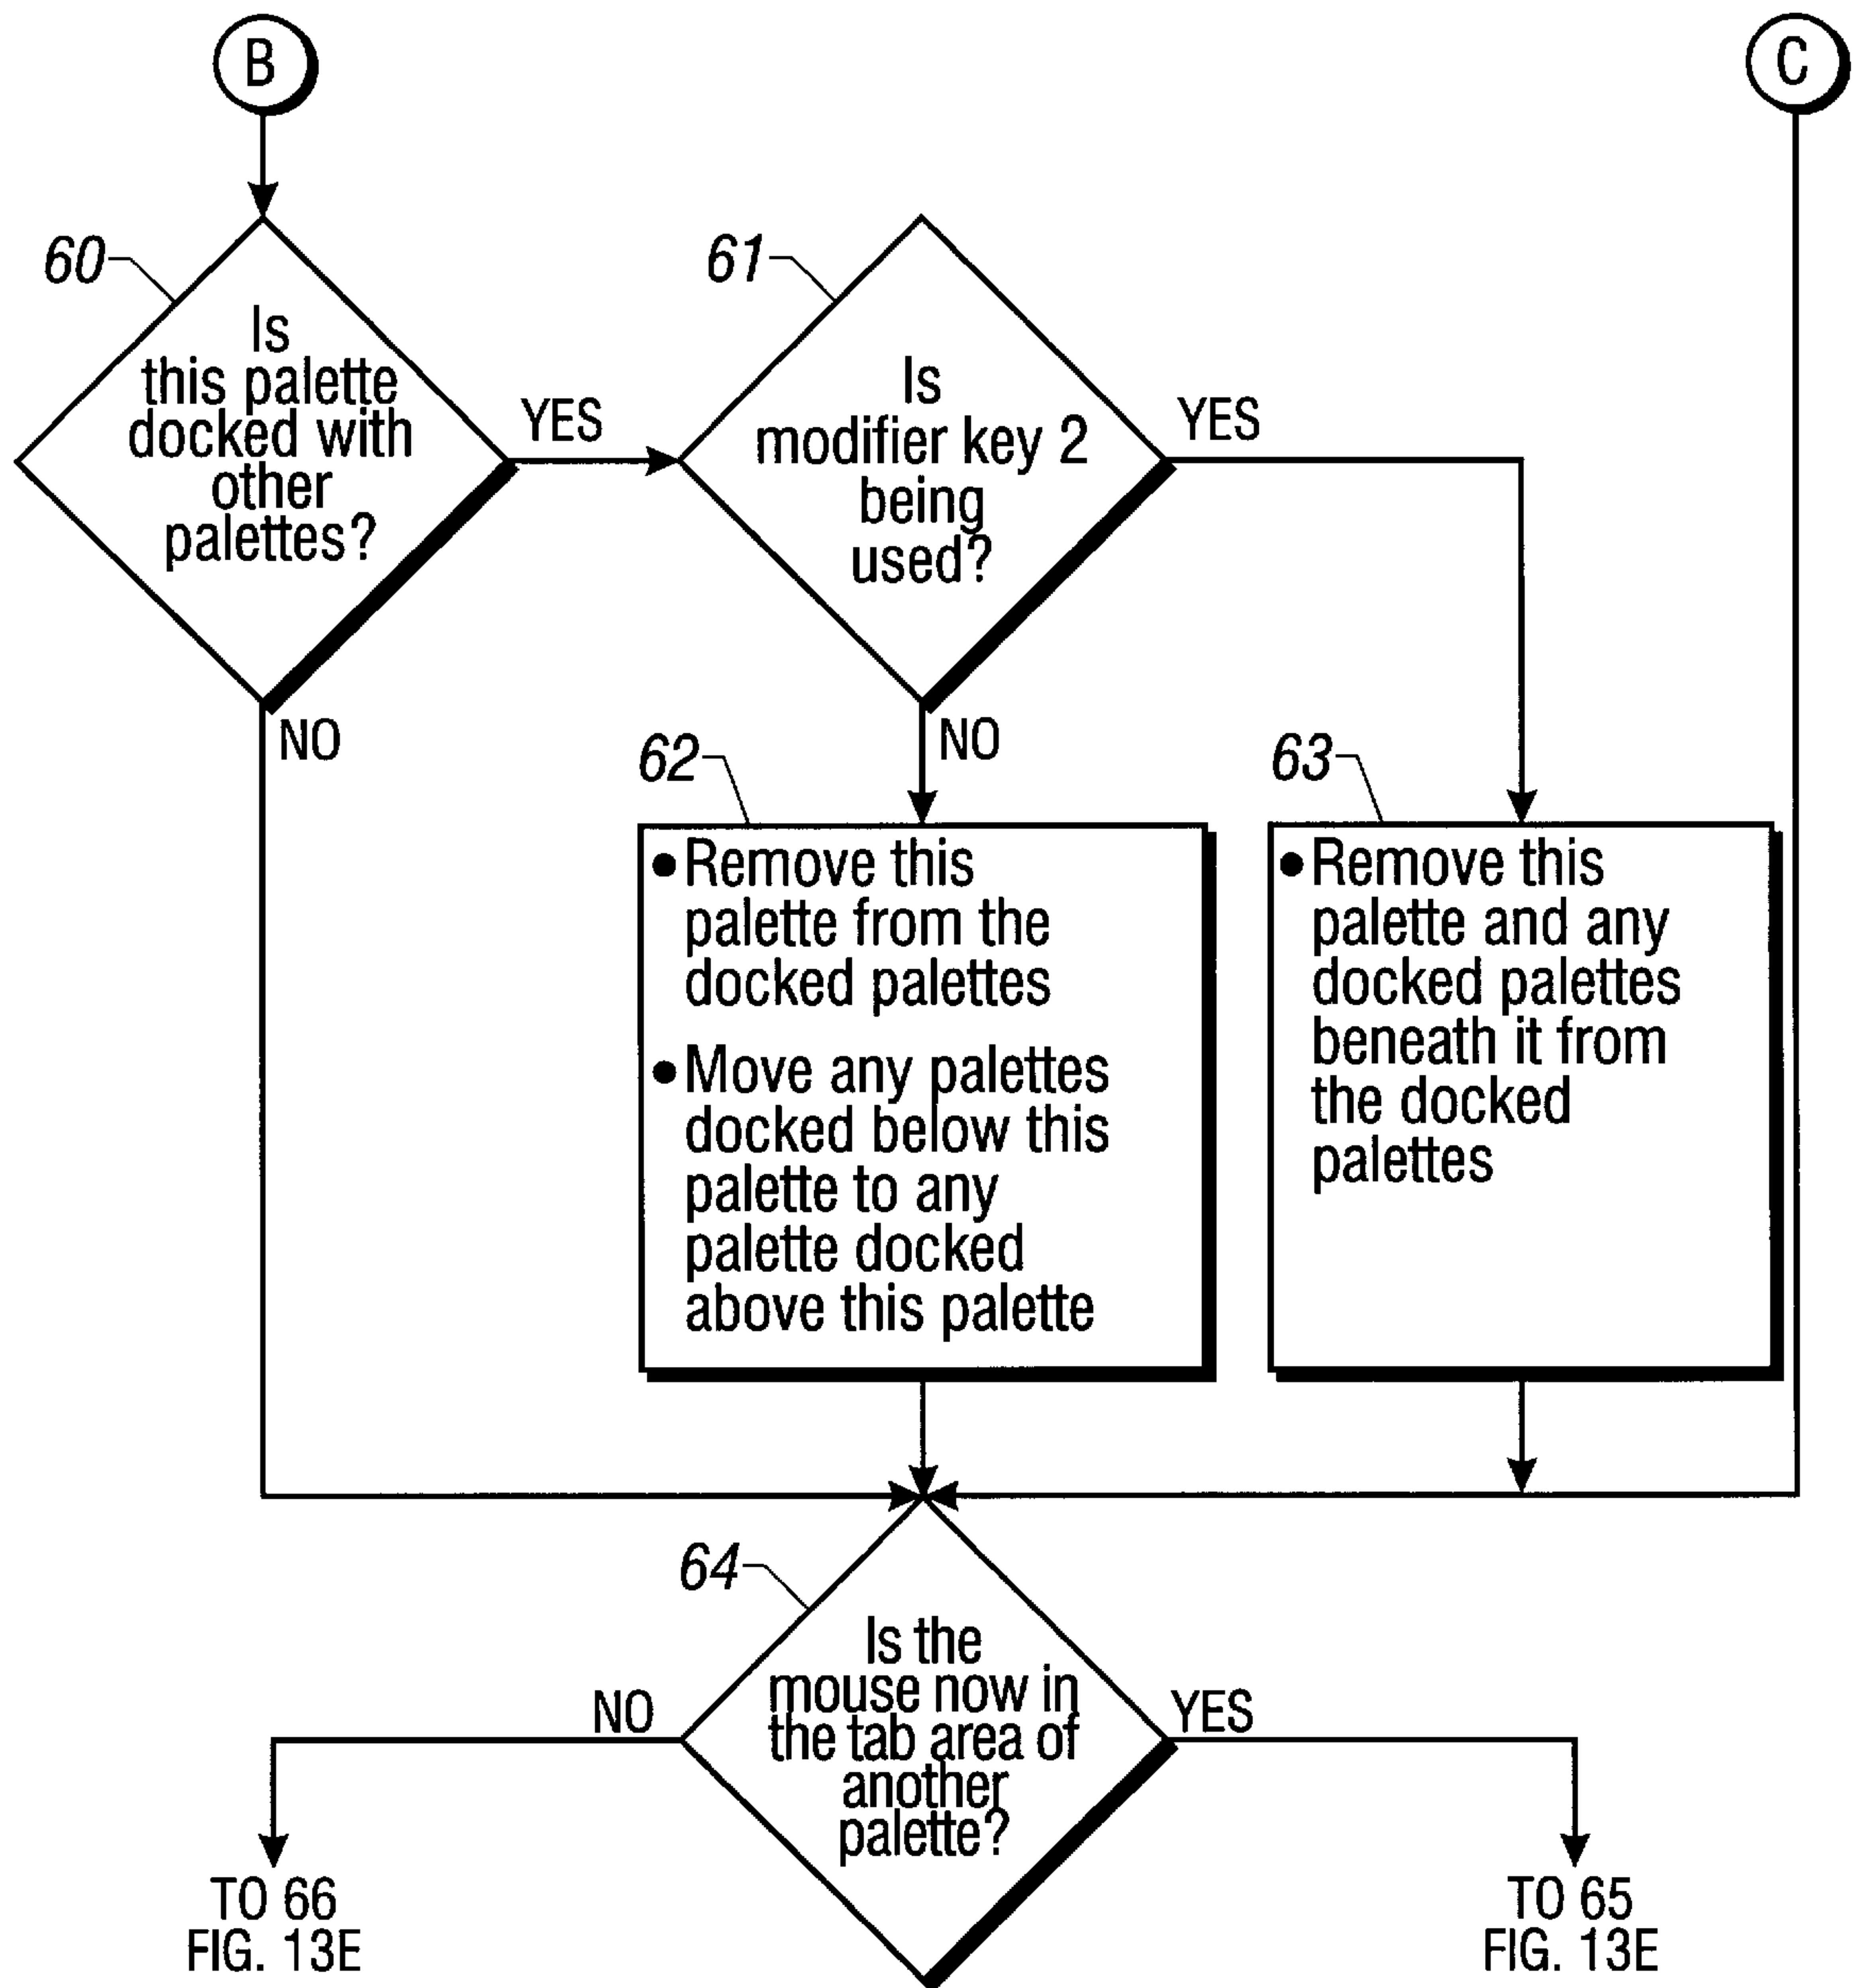 B
C
60
Is
this palette
docked with
other
palettes?
YES
NO
61
Is
modifier key 2
being
used?
YES
NO
62
● Remove this
palette from the
docked palettes
● Move any palettes
docked below this
palette to any
palette docked
above this palette
63
● Remove this
palette and any
docked palettes
beneath it from
the docked
palettes
64
Is the
mouse now in
the tab area of
another
palette?
NO
YES
TO 66
FIG. 13E
TO 65
FIG. 13E